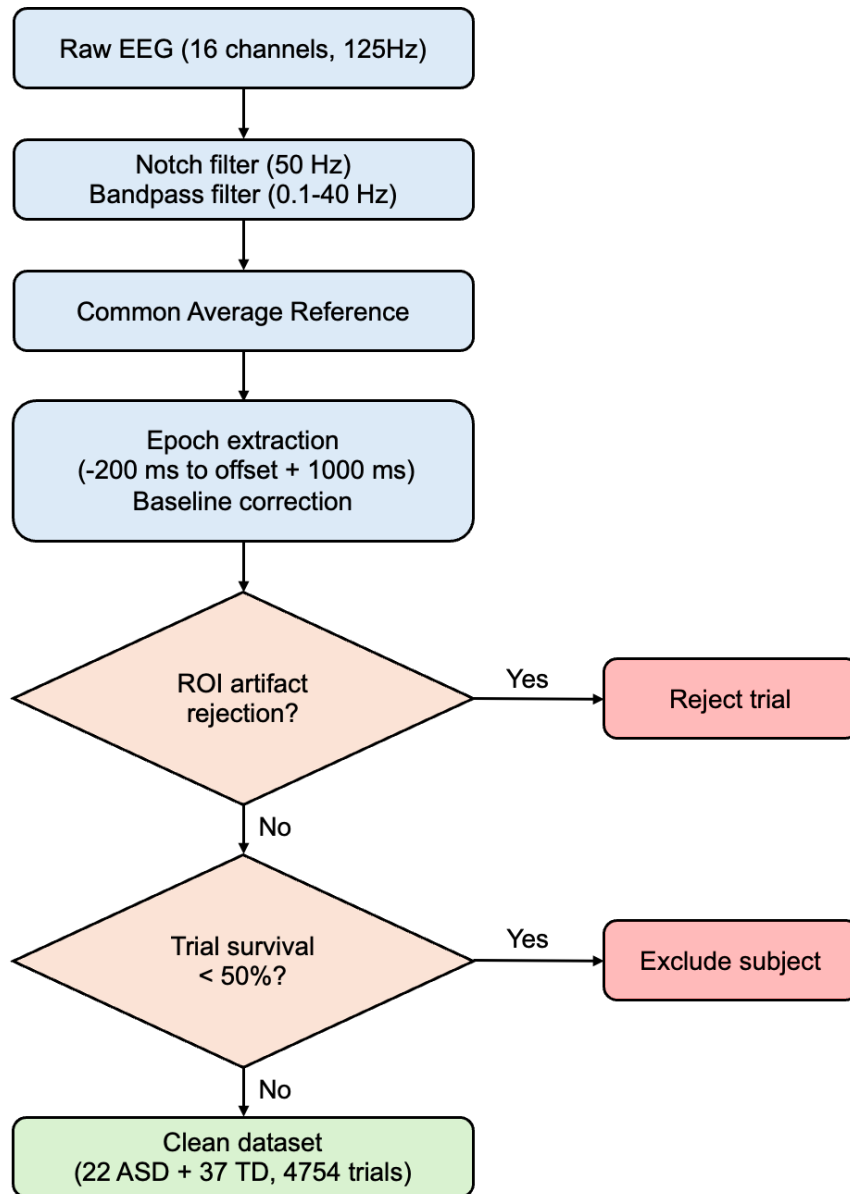 Raw EEG (16 channels, 125Hz)
Notch filter (50 Hz)
Bandpass filter (0.1-40 Hz)
Common Average Reference
Epoch extraction
(-200 ms to offset + 1000 ms)
Baseline correction
ROI artifact
rejection?
Yes
Reject trial
No
Trial survival
< 50%?
Yes
Exclude subject
No
Clean dataset
(22 ASD + 37 TD, 4754 trials)